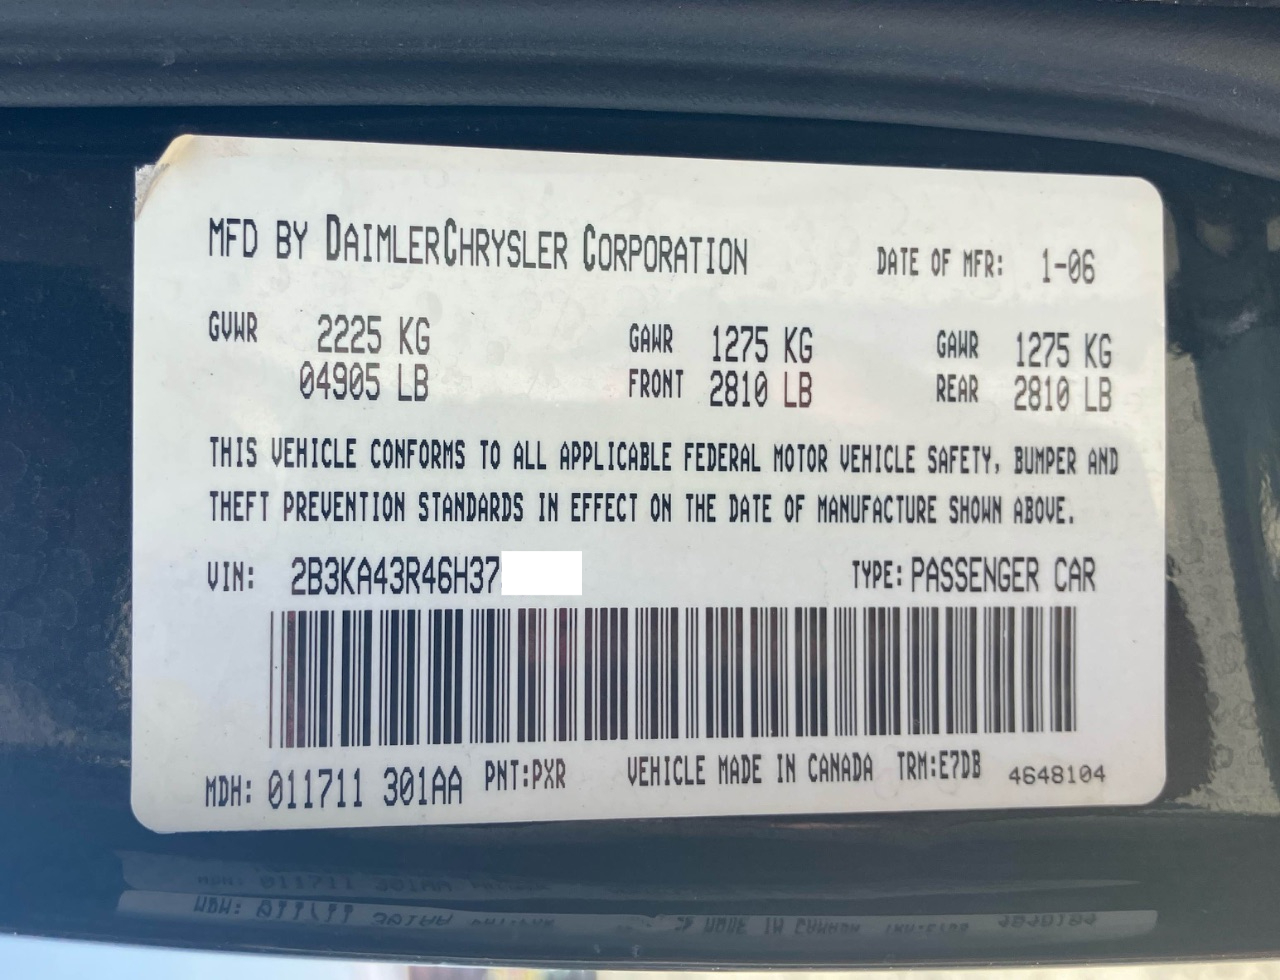 MFD BY DAIMLERCHRYSLER CORPORATION DATE OF MFR: 1-06
GVWR 2225 KG GAWR 1275 KG GAWR 1275 KG
04905 LB FRONT 2810 LB REAR 2810 LB
THIS VEHICLE CONFORMS TO ALL APPLICABLE FEDERAL MOTOR VEHICLE SAFETY, BUMPER AND
THEFT PREVENTION STANDARDS IN EFFECT ON THE DATE OF MANUFACTURE SHOWN ABOVE.
VIN: 2B3KA43R46H37 TYPE: PASSENGER CAR
MDH: 011711 301AA PNT:PXR VEHICLE MADE IN CANADA TRM:E7DB 4648104